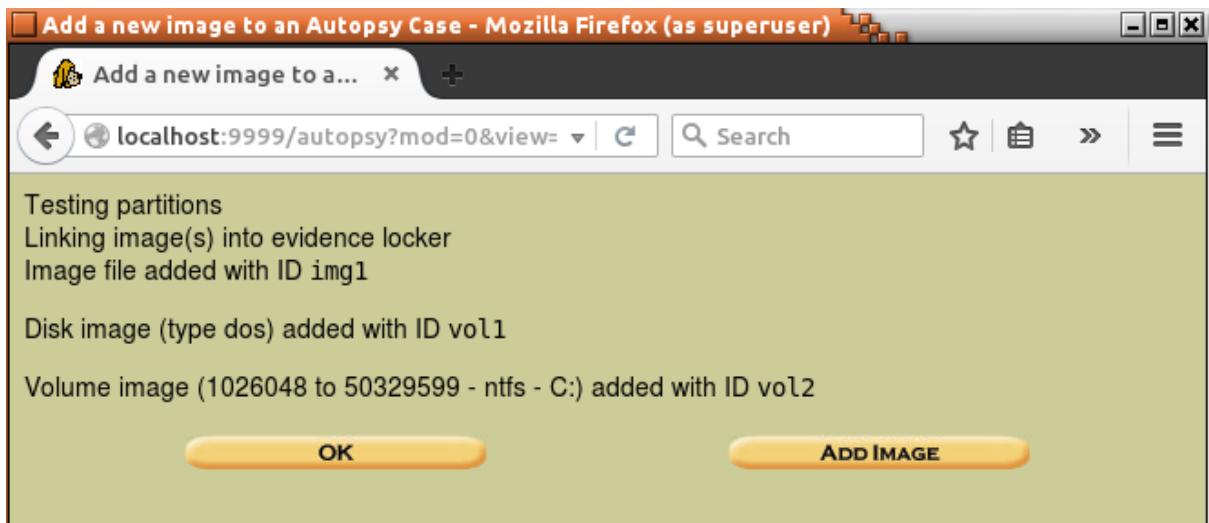 Add a new image to an Autopsy Case - Mozilla Firefox (as superuser)
Add a new image to a...
localhost:9999/autopsy?mod=0&view=
Search
Testing partitions
Linking image(s) into evidence locker
Image file added with ID img1
Disk image (type dos) added with ID vol1
Volume image (1026048 to 50329599 - ntfs - C:) added with ID vol2
OK
ADD IMAGE